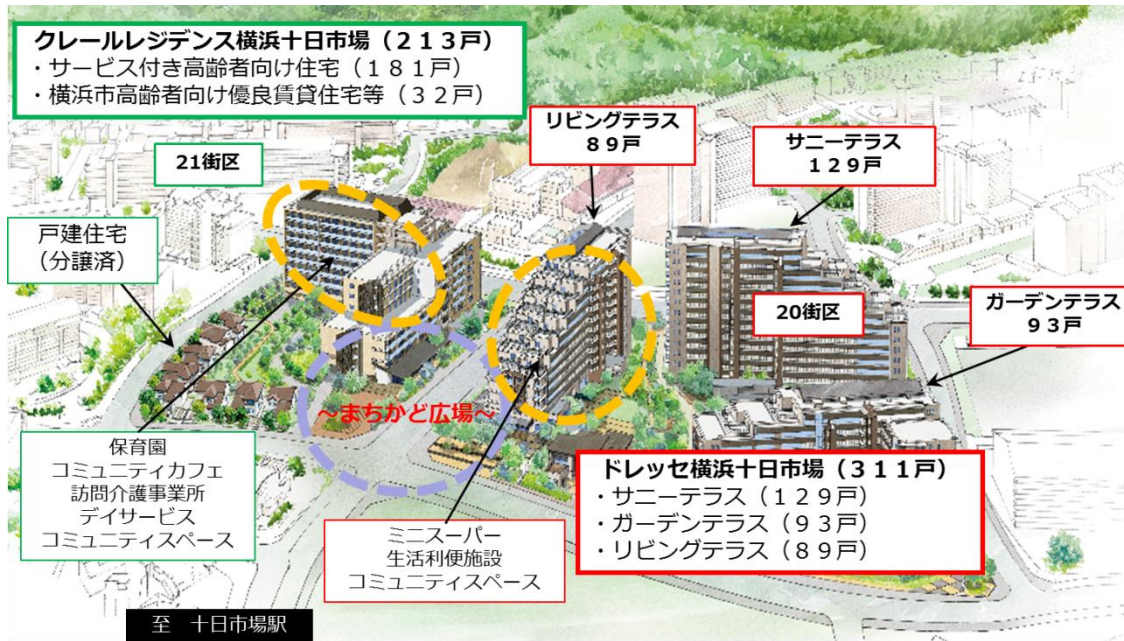 クレールレジデンス横浜十日市場（２１３戸）
・サービス付き高齢者向け住宅（１８１戸）
・横浜市高齢者向け優良賃貸住宅等（３２戸）
リビングテラス
８９戸
サニーテラス
１２９戸
21街区
戸建住宅
（分譲済）
20街区
ガーデンテラス
９３戸
～まちかど広場～
保育園
コミュニティカフェ
訪問介護事業所
デイサービス
コミュニティスペース
ミニスーパー
生活利便施設
コミュニティスペース
ドレッセ横浜十日市場（３１１戸）
・サニーテラス（１２９戸）
・ガーデンテラス（９３戸）
・リビングテラス（８９戸）
至　十日市場駅